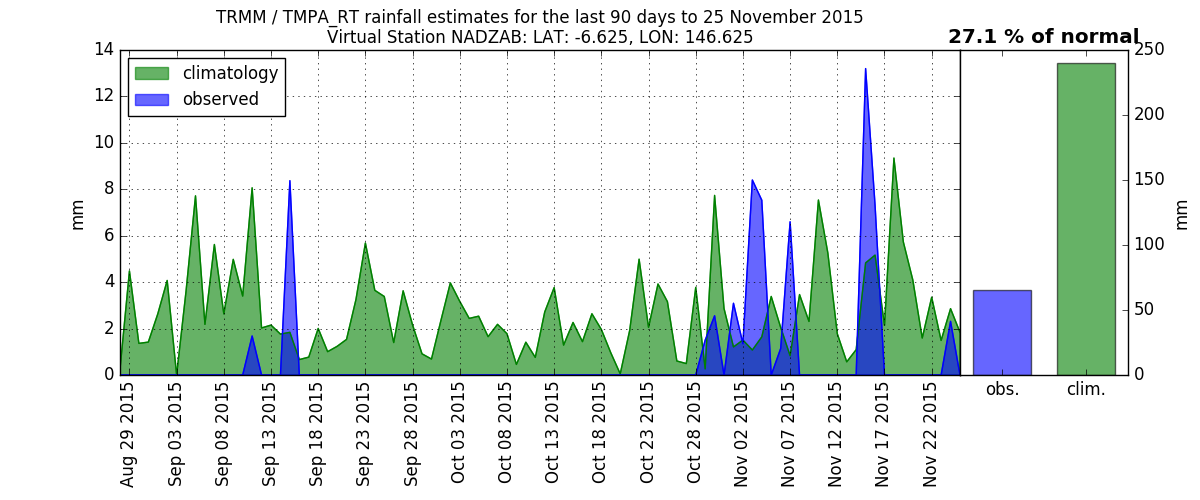 TRMM / TMPA_RT rainfall estimates for the last 90 days to 25 November 2015
Virtual Station NADZAB: LAT: -6.625, LON: 146.625
27.1 % of normal
climatology
observed
mm
14
12
10
8
6
4
2
0
Aug 29 2015
Sep 03 2015
Sep 08 2015
Sep 13 2015
Sep 18 2015
Sep 23 2015
Sep 28 2015
Oct 03 2015
Oct 08 2015
Oct 13 2015
Oct 18 2015
Oct 23 2015
Oct 28 2015
Nov 02 2015
Nov 07 2015
Nov 12 2015
Nov 17 2015
Nov 22 2015
obs.
clim.
250
200
150
100
50
0
mm